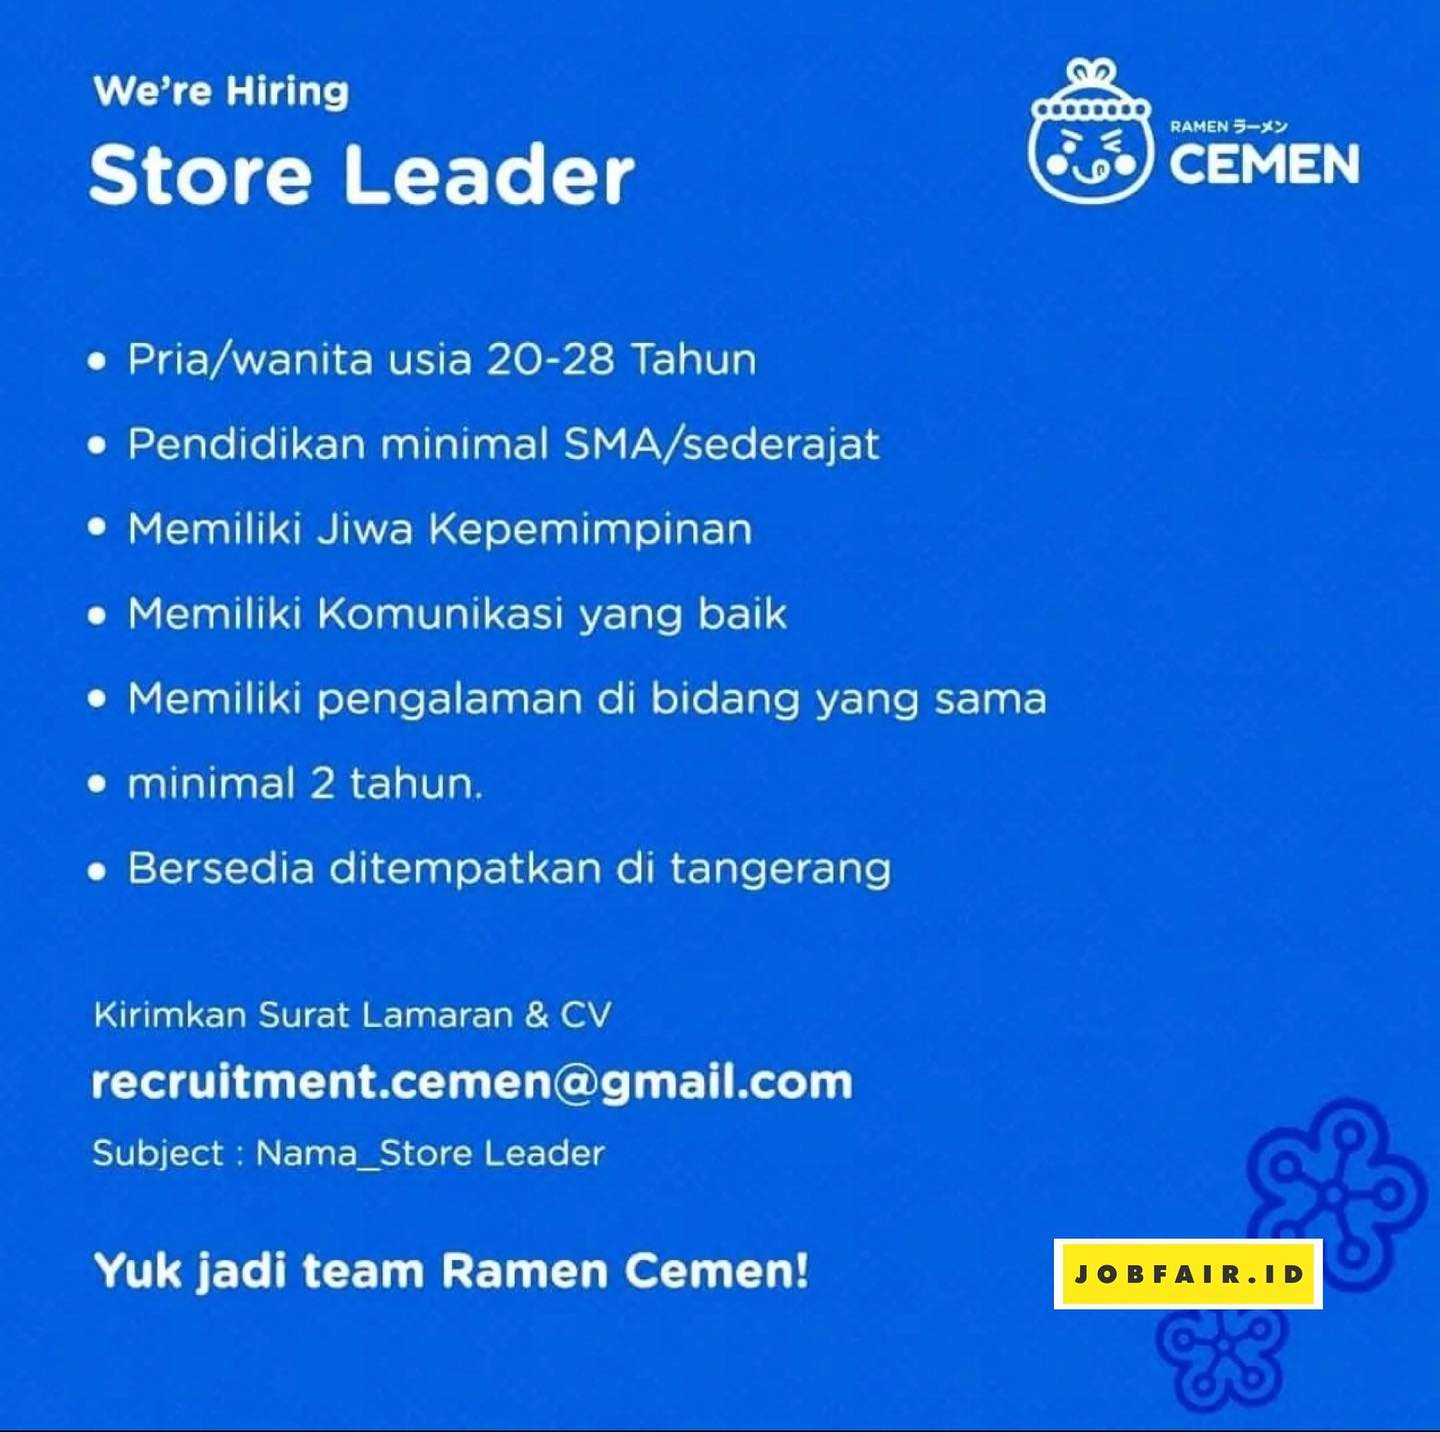 We're Hiring
Store Leader
RAMEN ラーメン
CEMEN
• Pria/wanita usia 20-28 Tahun
• Pendidikan minimal SMA/sederajat
• Memiliki Jiwa Kepemimpinan
• Memiliki Komunikasi yang baik
• Memiliki pengalaman di bidang yang sama
• minimal 2 tahun.
• Bersedia ditempatkan di tangerang
Kirimkan Surat Lamaran & CV
recruitment.cemen@gmail.com
Subject : Nama_Store Leader
Yuk jadi team Ramen Cemen!
JOBFAIR.ID